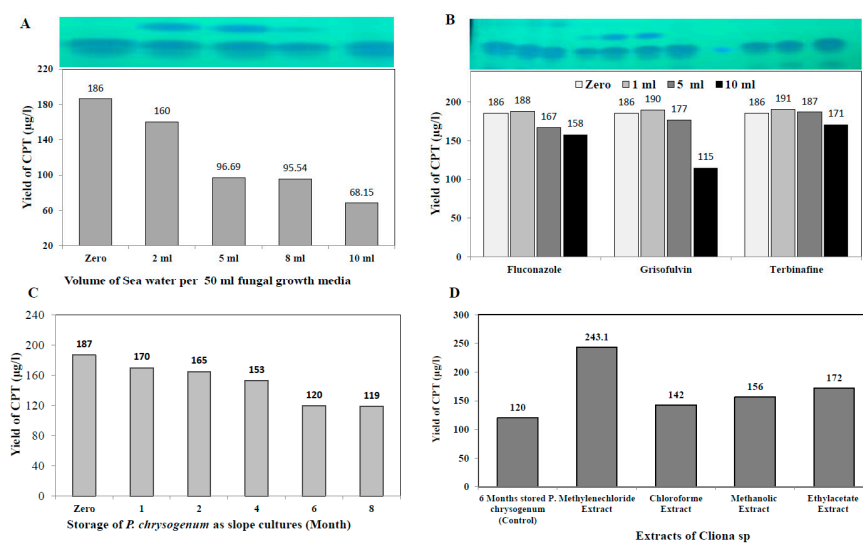 A
220
180
140
100
60
20
Yield of CPT (µg/l)
186
160
96.69
95.54
68.15
Zero 2 ml 5 ml 8 ml 10 ml
Volume of Sea water per 50 ml fungal growth media
B
Zero 1 ml 5 ml 10 ml
200
150
100
50
0
Yield of CPT (µg/l)
186 188 167 158
186 190 177 115
186 191 187 171
Fluconazole Grisofulvin Terbinafine
C
240
200
160
120
80
40
0
Yield of CPT (µg/l)
187
170
165
153
120
119
Zero 1 2 4 6 8
Storage of P. chrysogenum as slope cultures (Month)
D
300
250
200
150
100
50
0
Yield of CPT (µg/l)
120
243.1
142
156
172
6 Months stored P. chrysogenum (Control)
Methylenechloride Extract
Chloroforme Extract
Methanolic Extract
Ethylacetate Extract
Extracts of Cliona sp